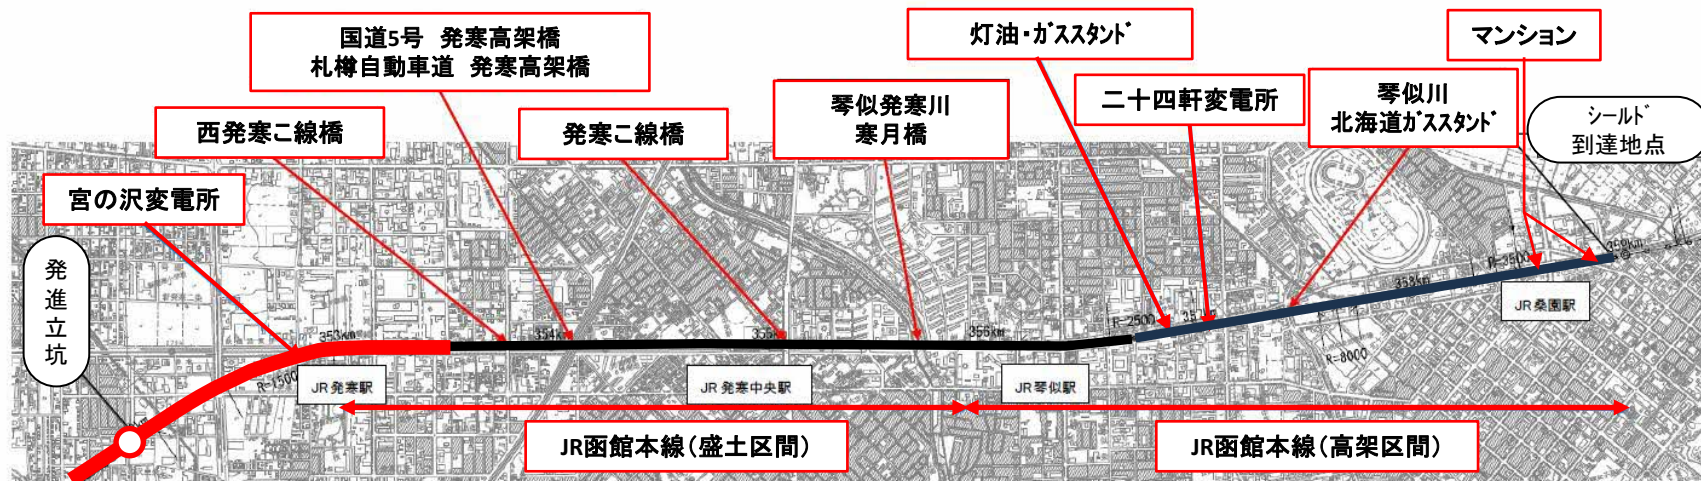 国道5号　発寒高架橋
札樽自動車道　発寒高架橋
灯油・ｶﾞｽｽﾀﾝﾄﾞ
マンション
西発寒こ線橋
発寒こ線橋
琴似発寒川
寒月橋
二十四軒変電所
琴似川
北海道ｶﾞｽｽﾀﾝﾄﾞ
ｼｰﾙﾄﾞ
到達地点
宮の沢変電所
発進立坑
353km
354k
356km
358km
R=1500
R=2500
R=8000
R=3500
JR発寒駅
JR発寒中央駅
JR琴似駅
JR桑園駅
JR函館本線（盛土区間）
JR函館本線（高架区間）